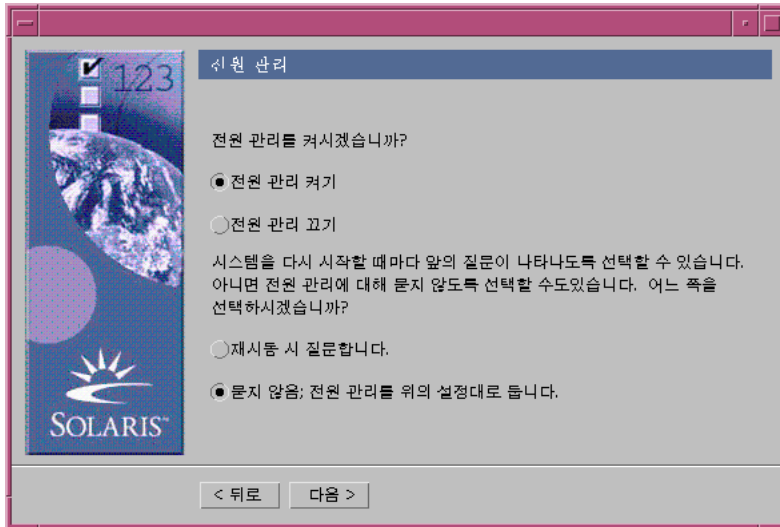 123
전원 관리
전원 관리를 켜시겠습니까?
전원 관리 켜기
전원 관리 끄기
시스템을 다시 시작할 때마다 앞의 질문이 나타나도록 선택할 수 있습니다.
아니면 전원 관리에 대해 묻지 않도록 선택할 수도있습니다. 어느 쪽을
선택하시겠습니까?
재시동 시 질문합니다.
묻지 않음; 전원 관리를 위의 설정대로 둡니다.
SOLARIS™
< 뒤로
다음 >